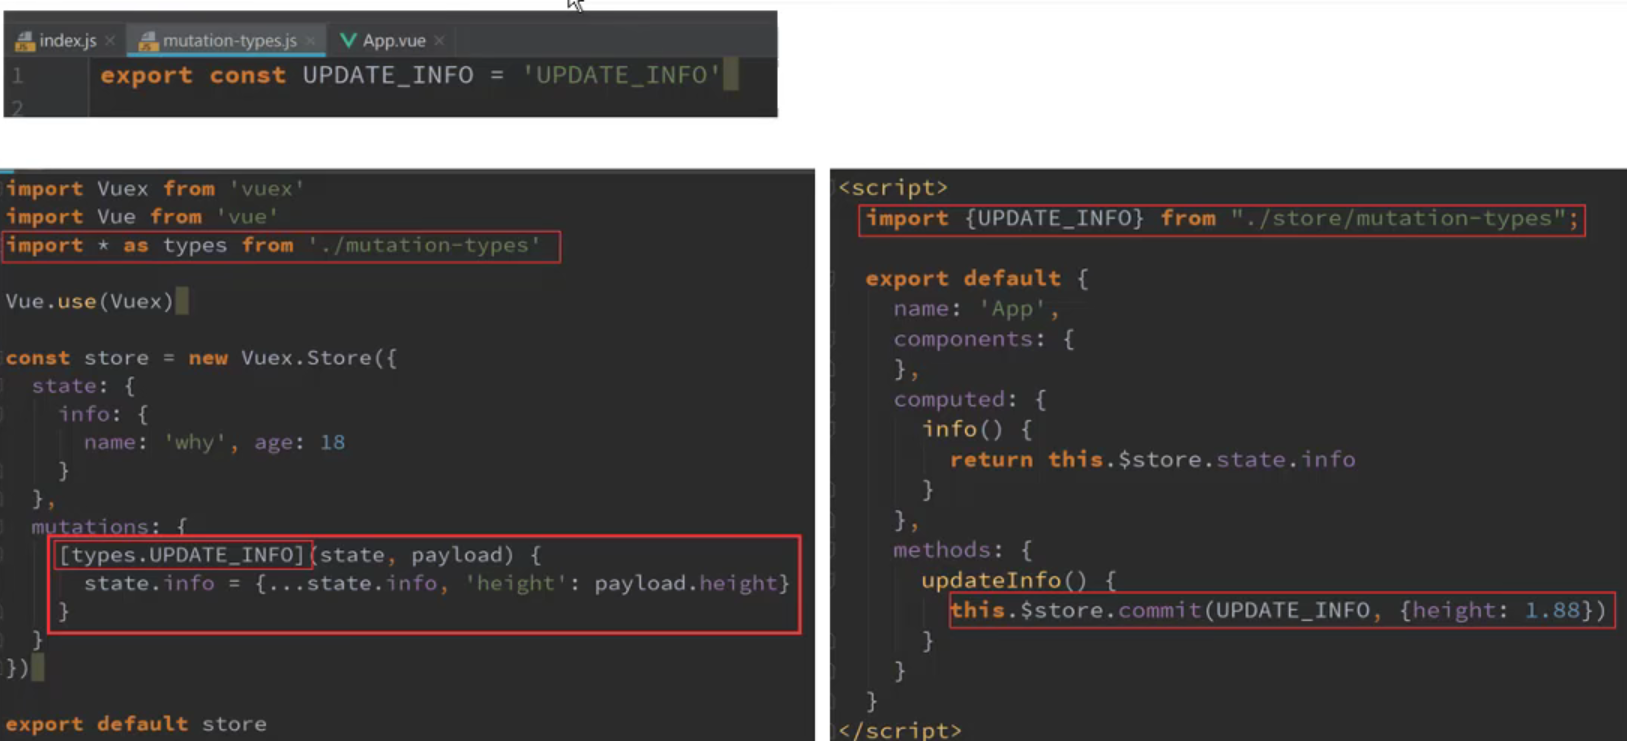 index.js
mutation-types.js
App.vue
1 export const UPDATE_INFO = 'UPDATE_INFO'
2
import Vuex from 'vuex'
import Vue from 'vue'
import * as types from './mutation-types'
Vue.use(Vuex)
const store = new Vuex.Store({
state: {
info: {
name: 'why', age: 18
}
},
mutations: {
[types.UPDATE_INFO](state, payload) {
state.info = {...state.info, 'height': payload.height}
}
}
})
export default store
<script>
import {UPDATE_INFO} from "./store/mutation-types";
export default {
name: 'App',
components: {
},
computed: {
info() {
return this.$store.state.info
}
},
methods: {
updateInfo() {
this.$store.commit(UPDATE_INFO, {height: 1.88})
}
}
}
</script>